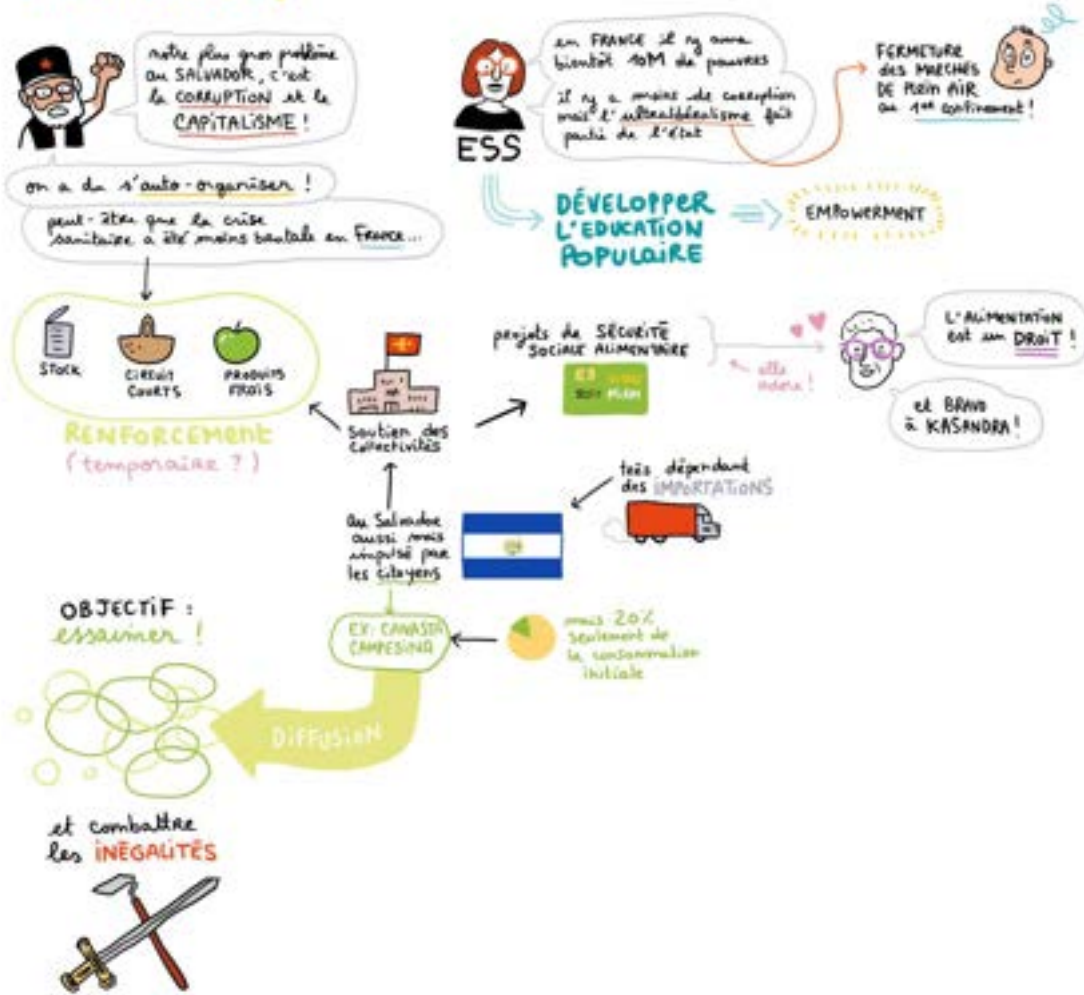 notre plus gros problème
au SALVADOR, c'est
la CORRUPTION et le
CAPITALISME !
on a du s'auto-organiser !
peut-être que la crise
sanitaire a été moins brutale en FRANCE...
STOCK
CIRCUIT
COURTS
PRODUITS
FRAIS
RENFORCEMENT
(temporaire ?)
en FRANCE il y aura
bientôt 10M de pauvres
il y a moins de corruption
mais l'ultralibéralisme fait
partie de l'état
ESS
FERMETURE
des MARCHÉS
DE PLEIN AIR
au 1er confinement !
DÉVELOPPER
L'EDUCATION
POPULAIRE
EMPOWERMENT
Soutien des
Collectivités
projets de SÉCURITÉ
SOCIALE ALIMENTAIRE
elle
adore !
L'ALIMENTATION
est un DROIT !
et BRAVO
à KASANDRA !
très dépendant
des IMPORTATIONS
Au Salvador
aussi mais
impulsé par
les citoyens
EX: CANASTA
CAMPESINA
mais 20%
seulement de
la consommation
initiale
DIFFUSION
OBJECTIF :
essaimer !
et combattre
les INÉGALITÉS